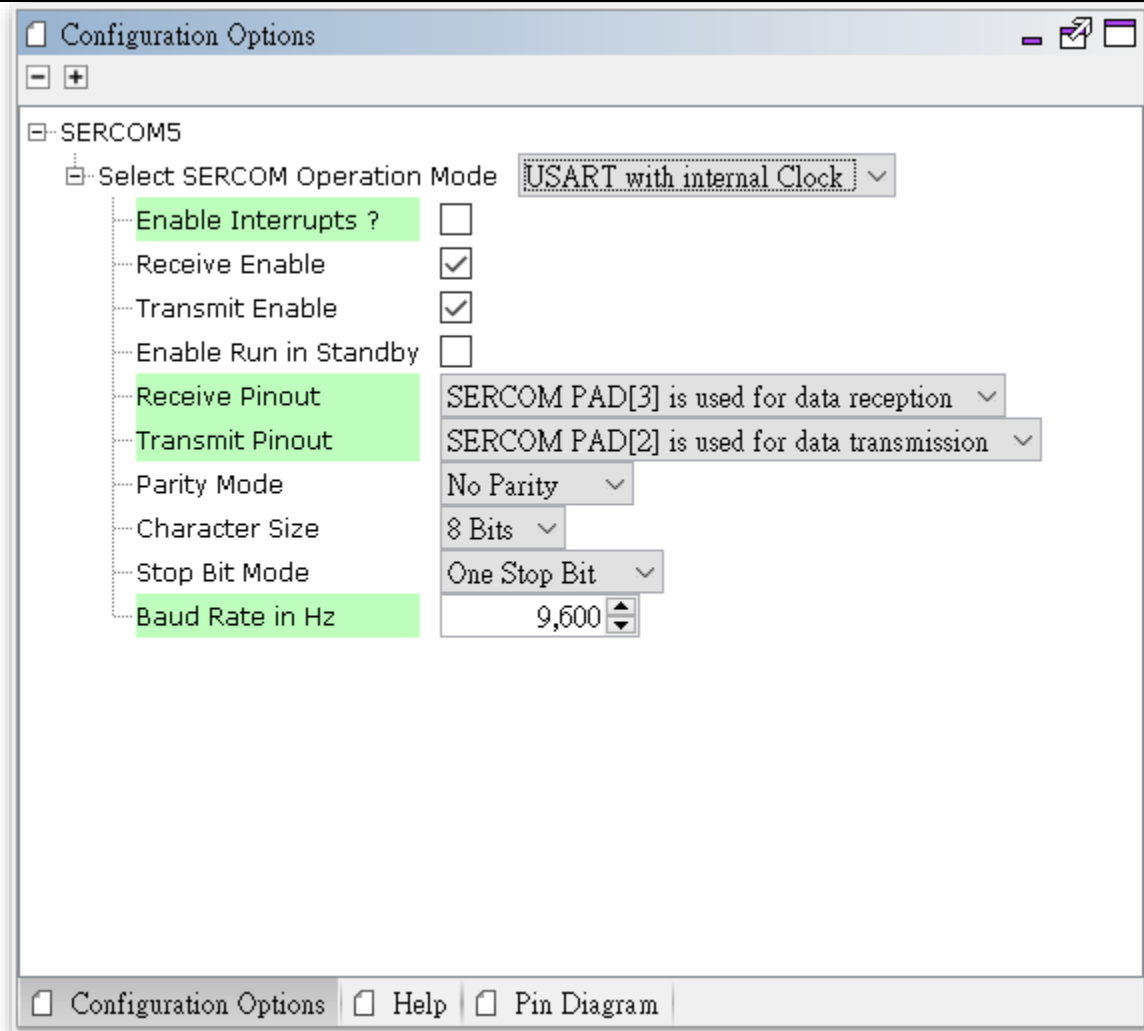 Configuration Options
SERCOM5
Select SERCOM Operation Mode USART with internal Clock
Enable Interrupts ?
Receive Enable
Transmit Enable
Enable Run in Standby
Receive Pinout SERCOM PAD[3] is used for data reception
Transmit Pinout SERCOM PAD[2] is used for data transmission
Parity Mode No Parity
Character Size 8 Bits
Stop Bit Mode One Stop Bit
Baud Rate in Hz 9,600
Configuration Options Help Pin Diagram